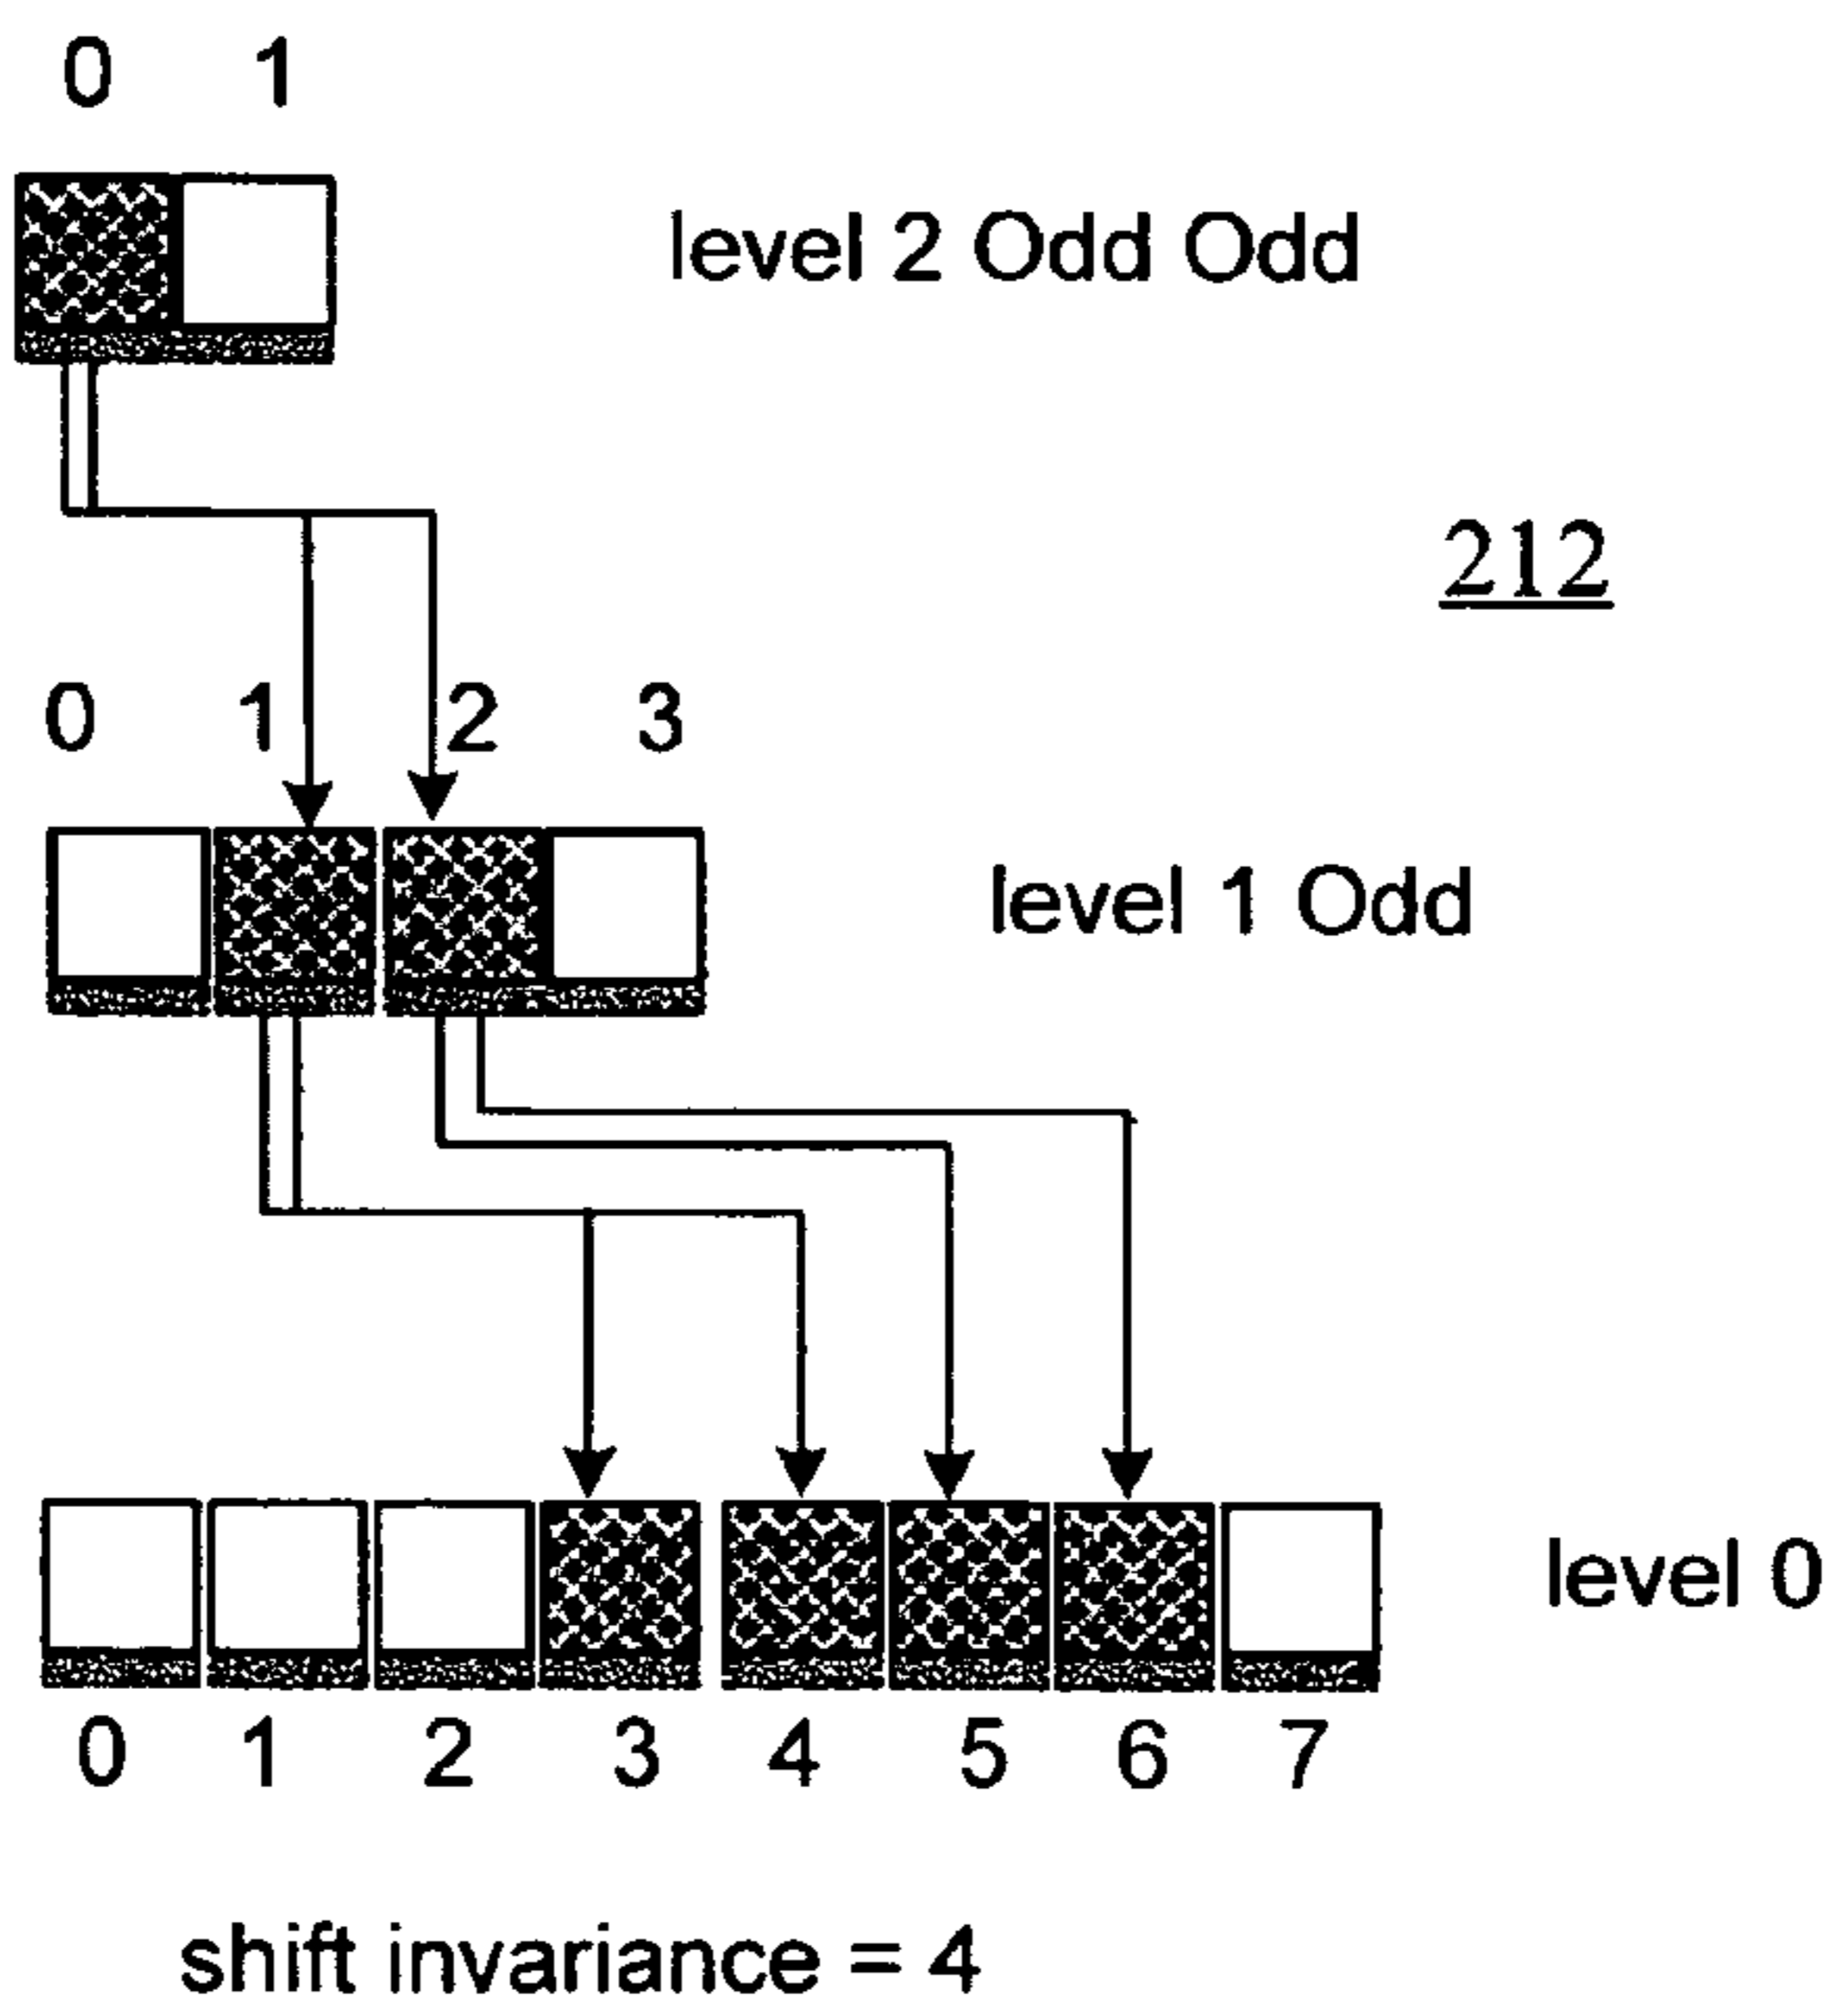 0 1
level 2 Odd Odd
212
0 1 2 3
level 1 Odd
level 0
0 1 2 3 4 5 6 7
shift invariance = 4